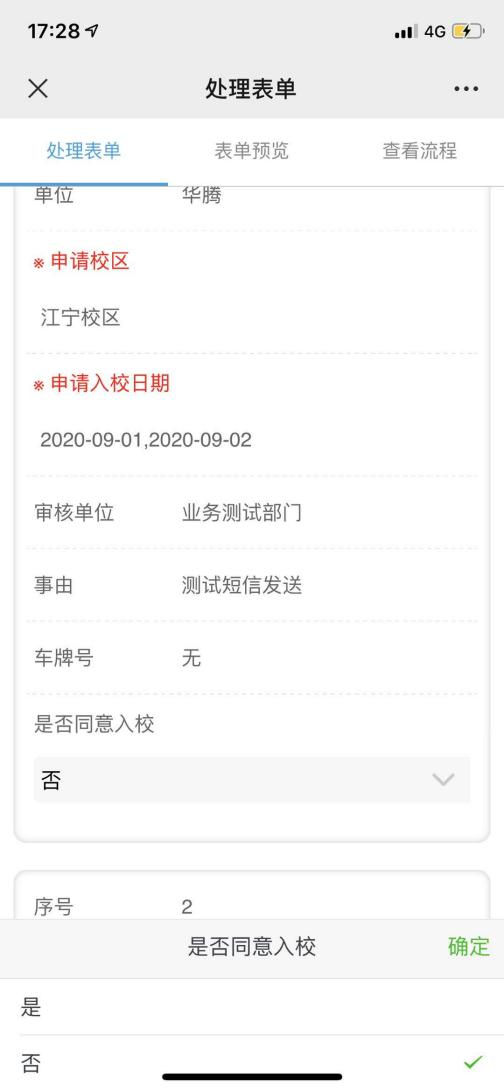 17:28
4G
处理表单
处理表单 表单预览 查看流程
单位 华腾
※ 申请校区
江宁校区
※ 申请入校日期
2020-09-01,2020-09-02
审核单位 业务测试部门
事由 测试短信发送
车牌号 无
是否同意入校
否
序号 2
是否同意入校 确定
是
否